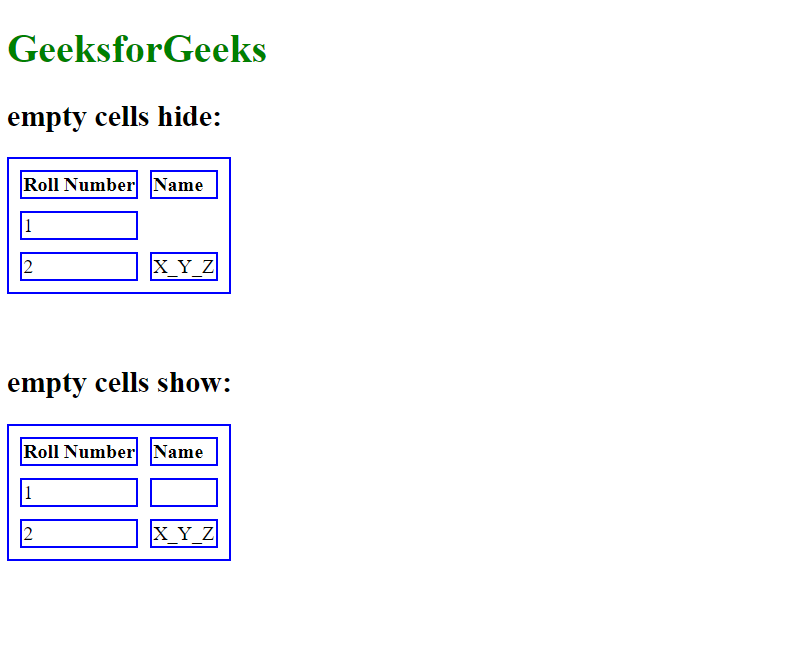 GeeksforGeeks
empty cells hide:
Roll Number Name
1
2 X_Y_Z
empty cells show:
Roll Number Name
1
2 X_Y_Z